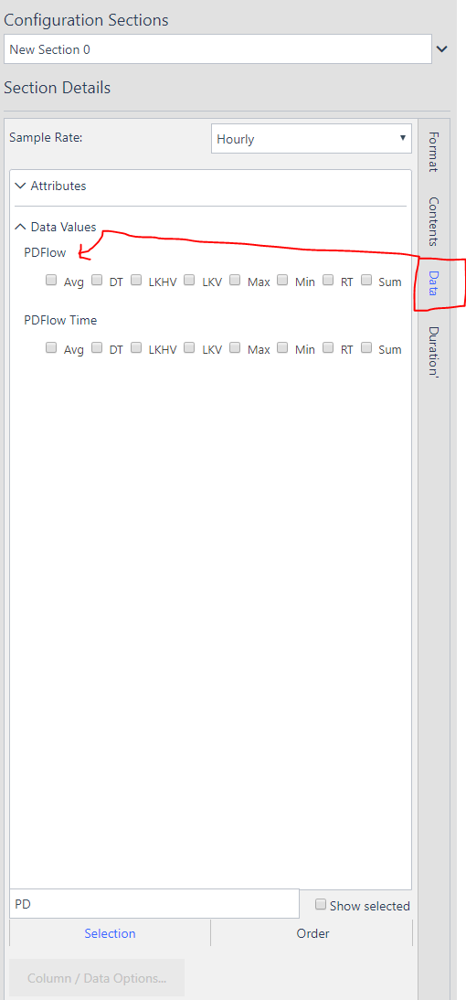 Configuration Sections
New Section 0
Section Details
Sample Rate:
Hourly
Attributes
Data Values
PDFlow
Avg DT LKHV LKV Max Min RT Sum
PDFlow Time
Avg DT LKHV LKV Max Min RT Sum
PD
Show selected
Selection
Order
Column / Data Options...
Format
Contents
Data
Duration'